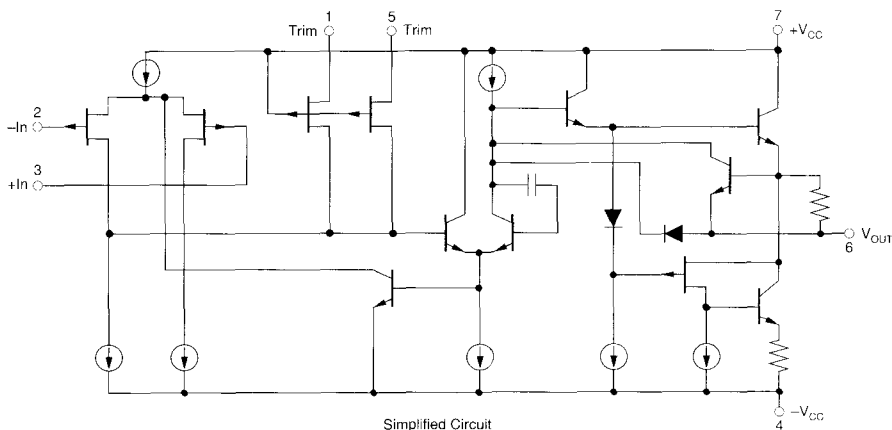 1
Trim
5
Trim
7
+VCC
2
–In
3
+In
VOUT
6
–VCC
4
Simplified Circuit